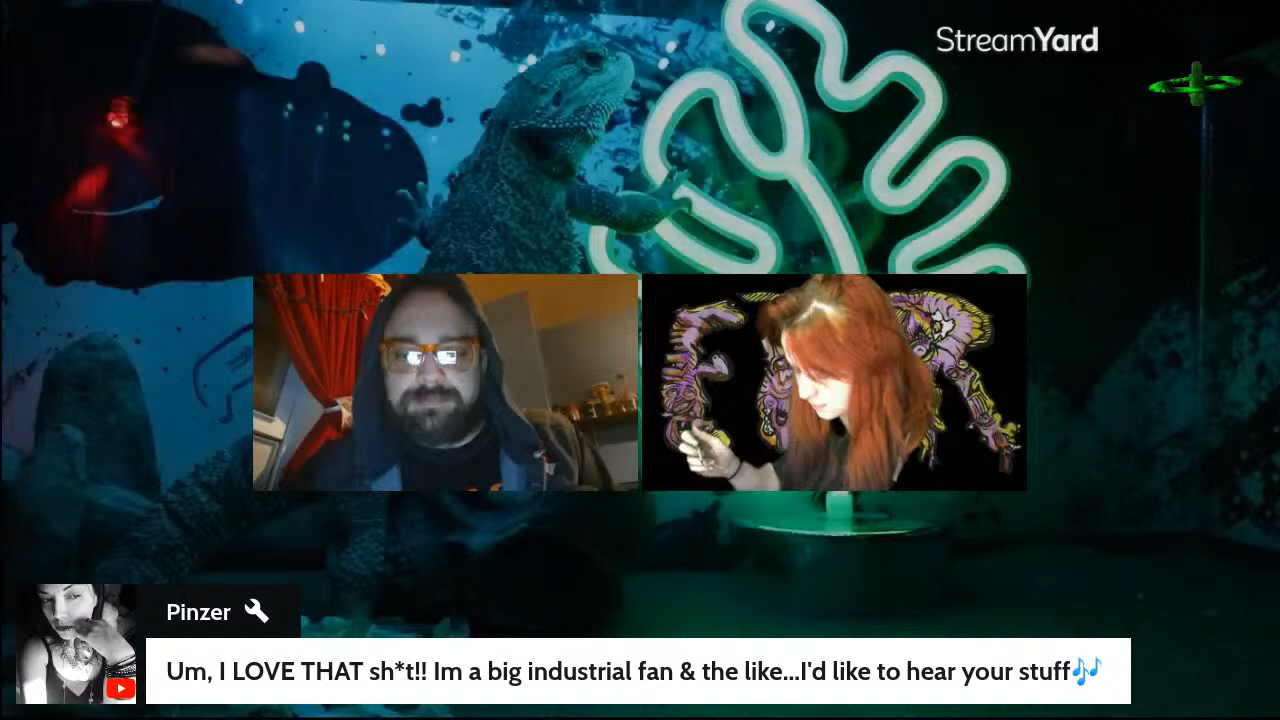 StreamYard
Pinzer
Um, I LOVE THAT sh*t!! Im a big industrial fan & the like...I'd like to hear your stuff🎶